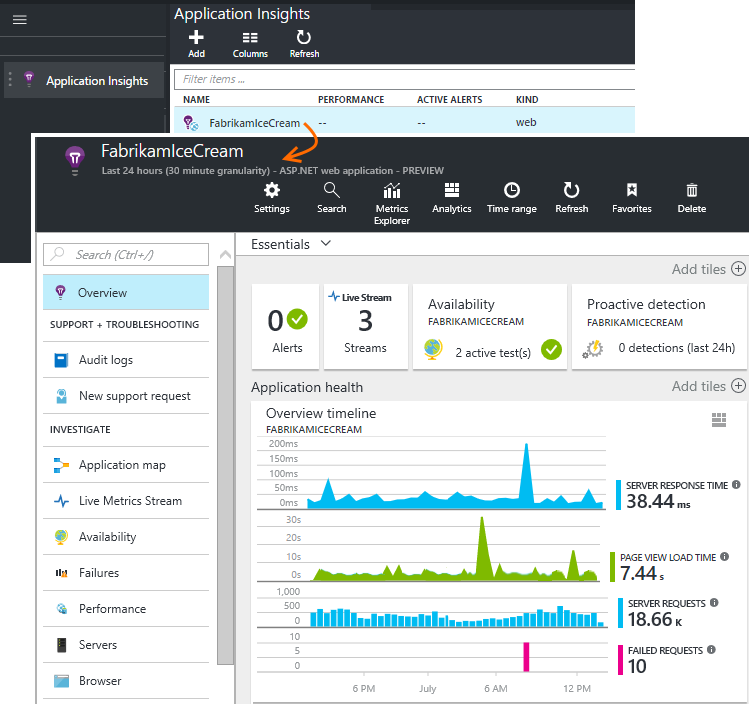 Application Insights
Add Columns Refresh
Application Insights
Filter items ...
NAME PERFORMANCE ACTIVE ALERTS KIND
FabrikamIceCream -- -- web
FabrikamIceCream
Last 24 hours (30 minute granularity) - ASP.NET web application - PREVIEW
Settings Search Metrics Explorer Analytics Time range Refresh Favorites Delete
Search (Ctrl+/)
Overview
SUPPORT + TROUBLESHOOTING
Audit logs
New support request
INVESTIGATE
Application map
Live Metrics Stream
Availability
Failures
Performance
Servers
Browser
Essentials
Add tiles
0
Alerts
Live Stream
3
Streams
Availability
FABRIKAMICECREAM
2 active test(s)
Proactive detection
FABRIKAMICECREAM
0 detections (last 24h)
Application health
Add tiles
Overview timeline
FABRIKAMICECREAM
200ms
150ms
100ms
50ms
0ms
SERVER RESPONSE TIME
38.44 ms
30s
20s
10s
0s
PAGE VIEW LOAD TIME
7.44 s
1,000
500
0
SERVER REQUESTS
18.66 K
10
5
0
FAILED REQUESTS
10
6 PM July 6 AM 12 PM